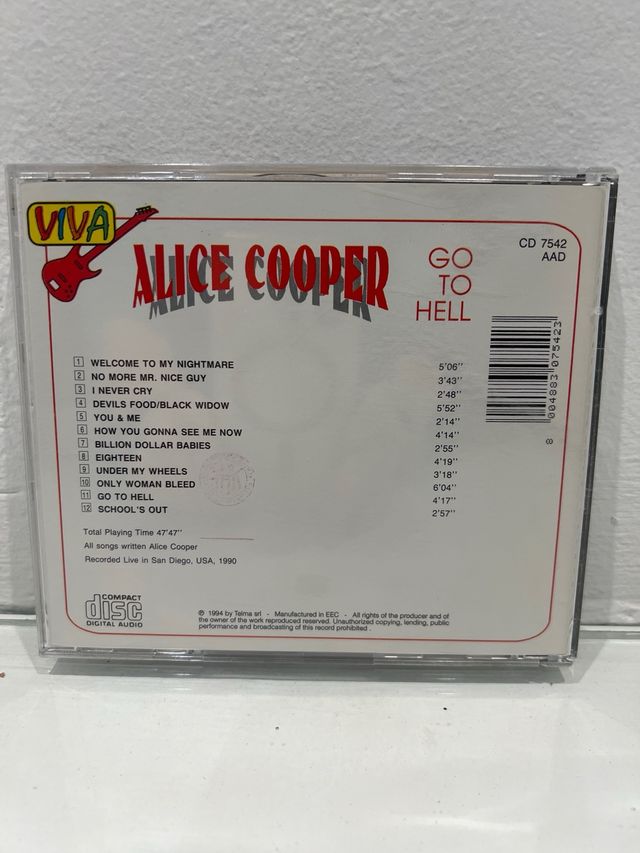 VIVA
ALICE COOPER
GO
TO
HELL
CD 7542
AAD
1 WELCOME TO MY NIGHTMARE 5'06"
2 NO MORE MR. NICE GUY 3'43"
3 I NEVER CRY 2'48"
4 DEVILS FOOD/BLACK WIDOW 5'52"
5 YOU & ME 2'14"
6 HOW YOU GONNA SEE ME NOW 4'14"
7 BILLION DOLLAR BABIES 2'55"
8 EIGHTEEN 4'19"
9 UNDER MY WHEELS 3'18"
10 ONLY WOMAN BLEED 6'04"
11 GO TO HELL 4'17"
12 SCHOOL'S OUT 2'57"
004883 075423
8
Total Playing Time 47'47"
All songs written Alice Cooper
Recorded Live in San Diego, USA, 1990
COMPACT
disc
DIGITAL AUDIO
℗ 1994 by Telma srl - Manufactured in EEC - All rights of the producer and of
the owner of the work reproduced reserved. Unauthorized copying, lending, public
performance and broadcasting of this record prohibited .